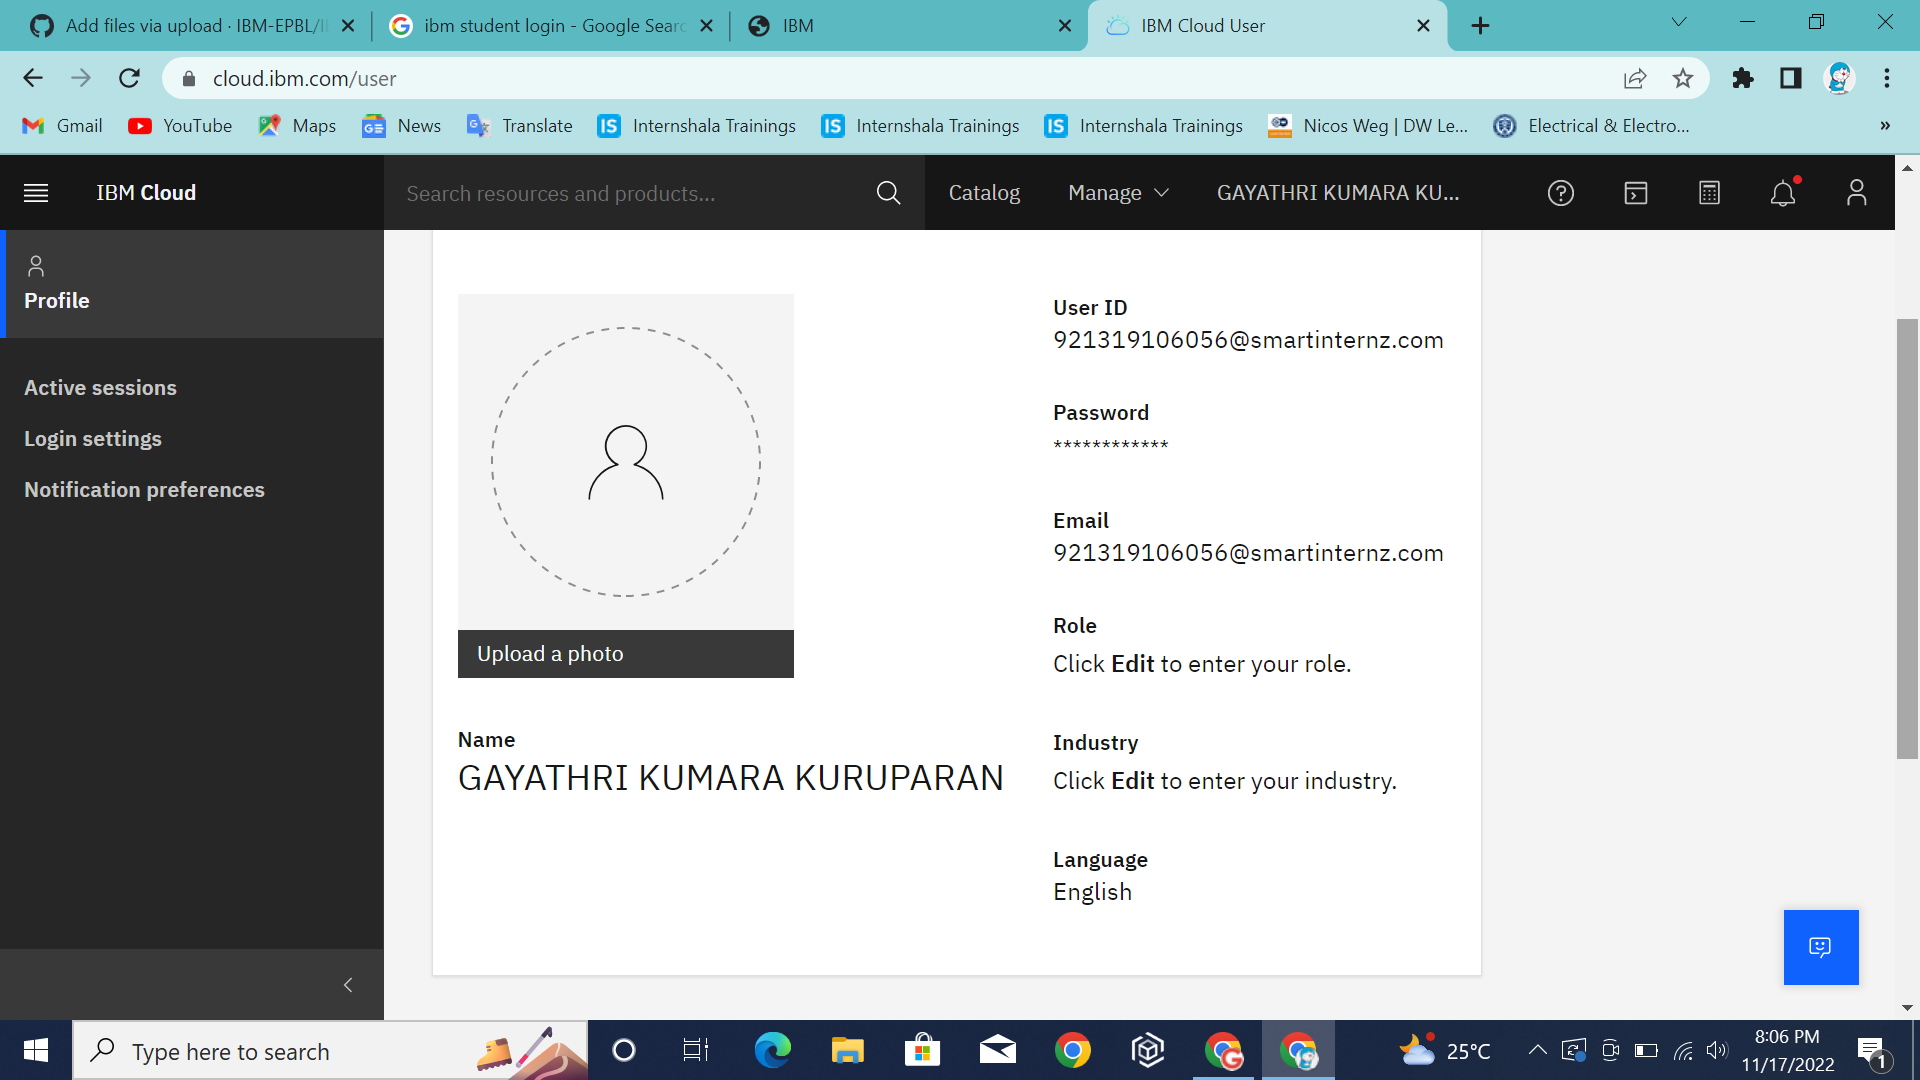 Add files via upload · IBM-EPBL/I
ibm student login - Google Searc
IBM
IBM Cloud User
cloud.ibm.com/user
Gmail
YouTube
Maps
News
Translate
Internshala Trainings
Internshala Trainings
Internshala Trainings
Nicos Weg | DW Le...
Electrical & Electro...
»
IBM Cloud
Search resources and products...
Catalog
Manage
GAYATHRI KUMARA KU...
Profile
Active sessions
Login settings
Notification preferences
Upload a photo
Name
GAYATHRI KUMARA KURUPARAN
User ID
921319106056@smartinternz.com
Password
************
Email
921319106056@smartinternz.com
Role
Click Edit to enter your role.
Industry
Click Edit to enter your industry.
Language
English
Type here to search
25°C
8:06 PM
11/17/2022
1